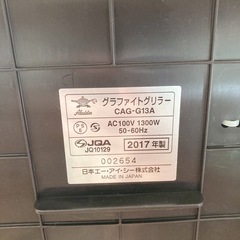 Aladdin
グラファイトグリラー
CAG-G13A
AC100V 1300W
50-60Hz
PSE
JQA
JQ10129
2017年製
002654
日本エー・アイ・シー株式会社
MADE IN JAPAN